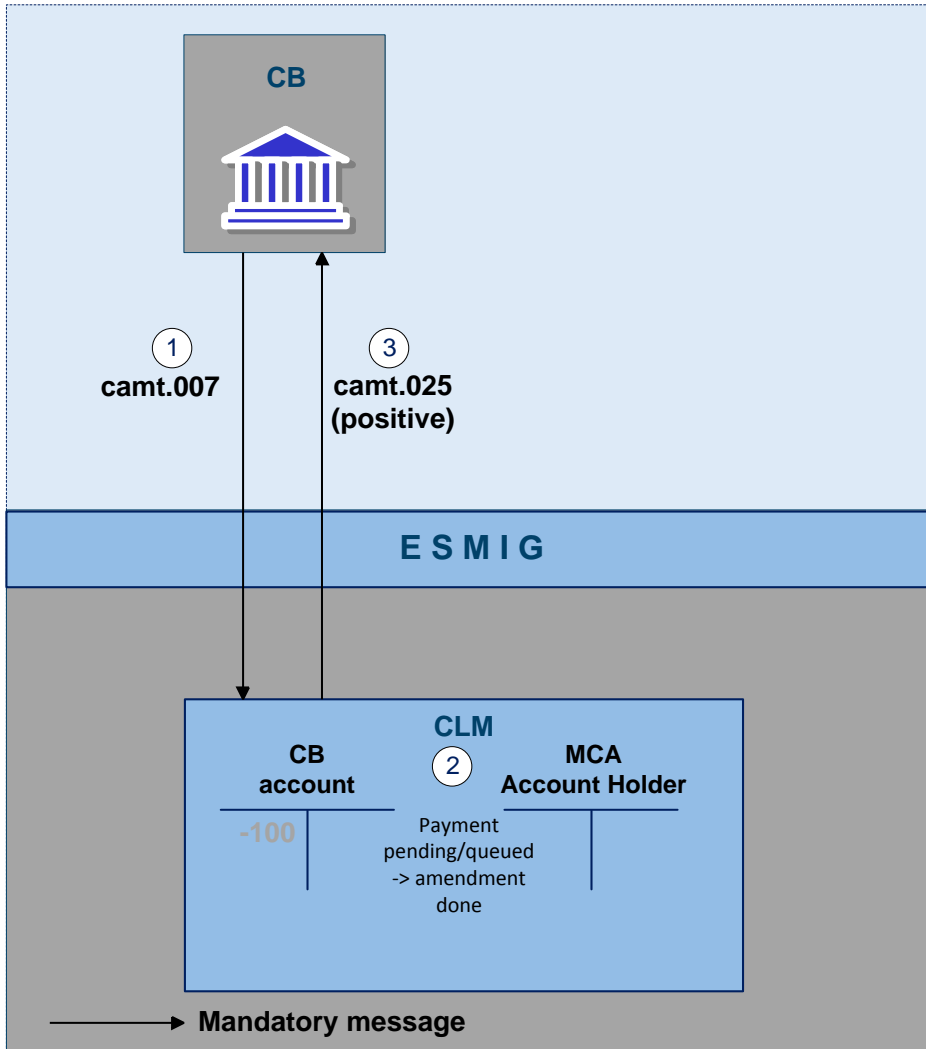 CB
1
camt.007
3
camt.025
(positive)
E S M I G
CLM
CB
account
2
MCA
Account Holder
-100
Payment
pending/queued
-> amendment
done
Mandatory message